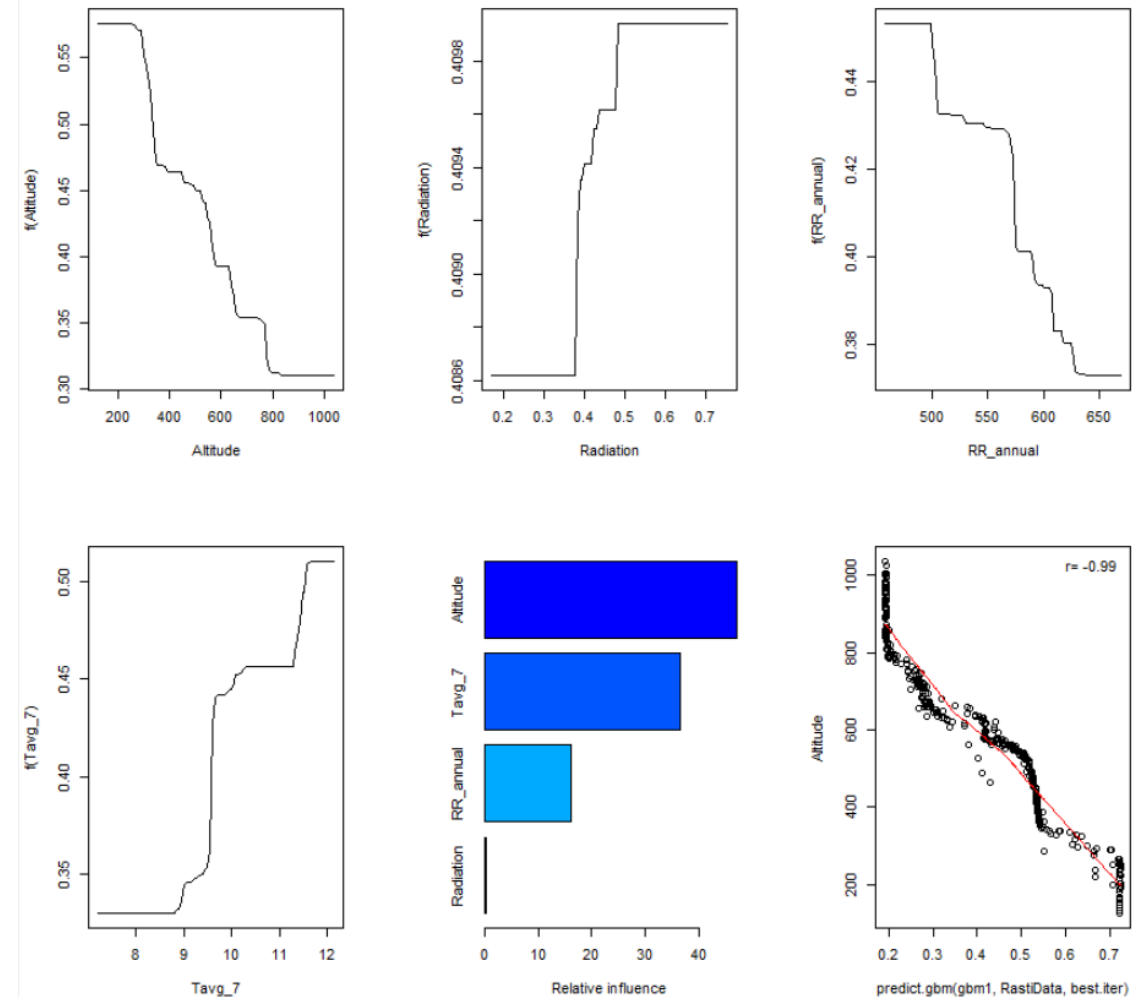 f(Altitude)
0.30 0.35 0.40 0.45 0.50 0.55
200 400 600 800 1000
Altitude
f(Radiation)
0.4086 0.4090 0.4094 0.4098
0.2 0.3 0.4 0.5 0.6 0.7
Radiation
f(RR_annual)
0.38 0.40 0.42 0.44
500 550 600 650
RR_annual
f(Tavg_7)
0.35 0.40 0.45 0.50
8 9 10 11 12
Tavg_7
Altitude
Tavg_7
RR_annual
Radiation
0 10 20 30 40
Relative influence
r= -0.99
Altitude
200 400 600 800 1000
0.2 0.3 0.4 0.5 0.6 0.7
predict.gbm(gbm1, RastiData, best.iter)